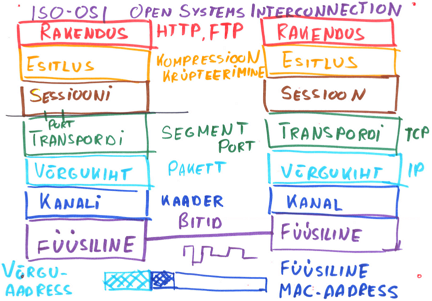 ISO-OSI OPEN SYSTEMS INTERCONNECTION
RAKENDUS HTTP, FTP RAKENDUS
ESITLUS KOMPRESSIOON KRÜPTEERIMINE ESITLUS
SESSIOONI SESSIOON
PORT
TRANSPORDI SEGMENT PORT TRANSPORDI TCP
VÕRGUKIHT PAKETT VÕRGUKIHT IP
KANALI KAADER KANAL
BITID
FÜÜSILINE FÜÜSILINE
VÕRGU-AADRESS FÜÜSILINE MAC-AADRESS